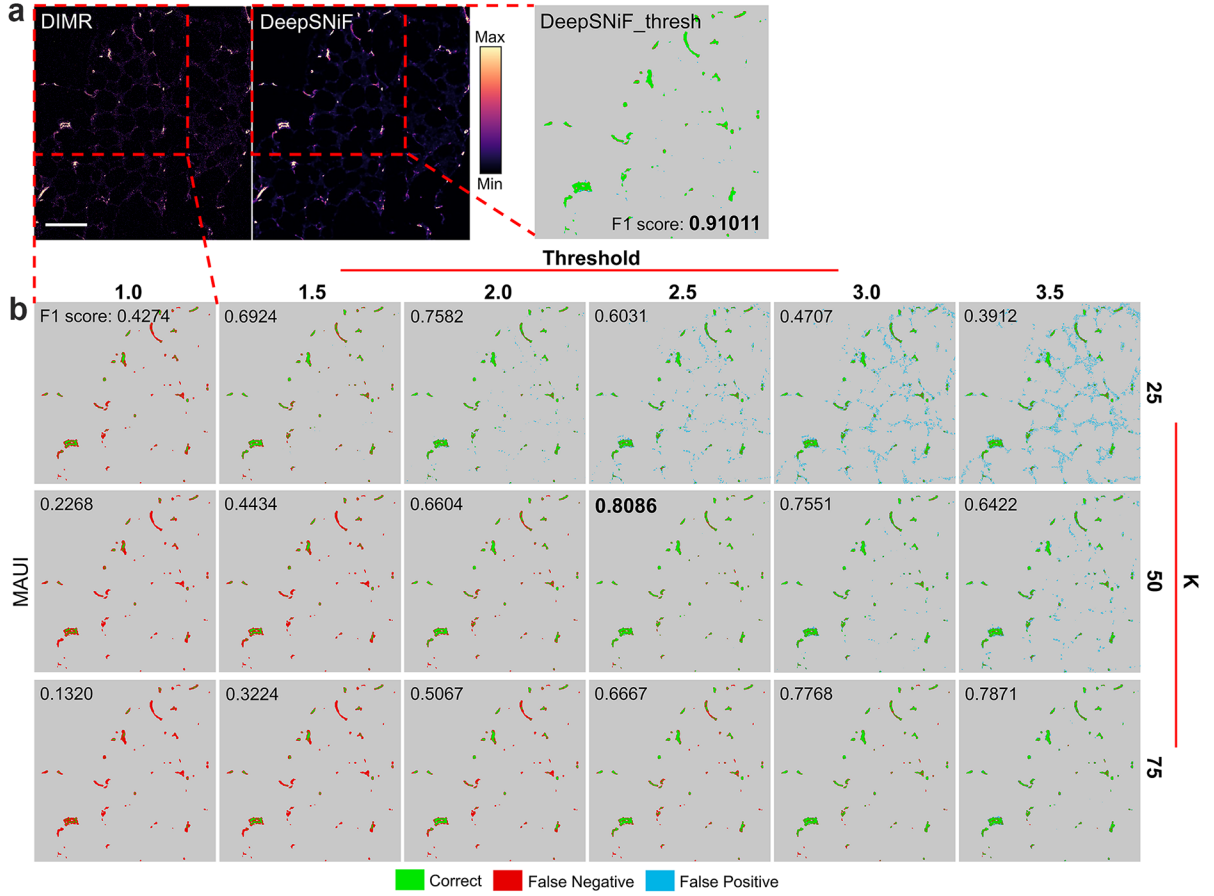 a
DIMR
DeepSNiF
Max
Min
DeepSNiF_thresh
F1 score: 0.91011
Threshold
b
1.0 1.5 2.0 2.5 3.0 3.5
F1 score: 0.4274 0.6924 0.7582 0.6031 0.4707 0.3912
25
0.2268 0.4434 0.6604 0.8086 0.7551 0.6422
MAUI
50
K
0.1320 0.3224 0.5067 0.6667 0.7768 0.7871
75
Correct False Negative False Positive